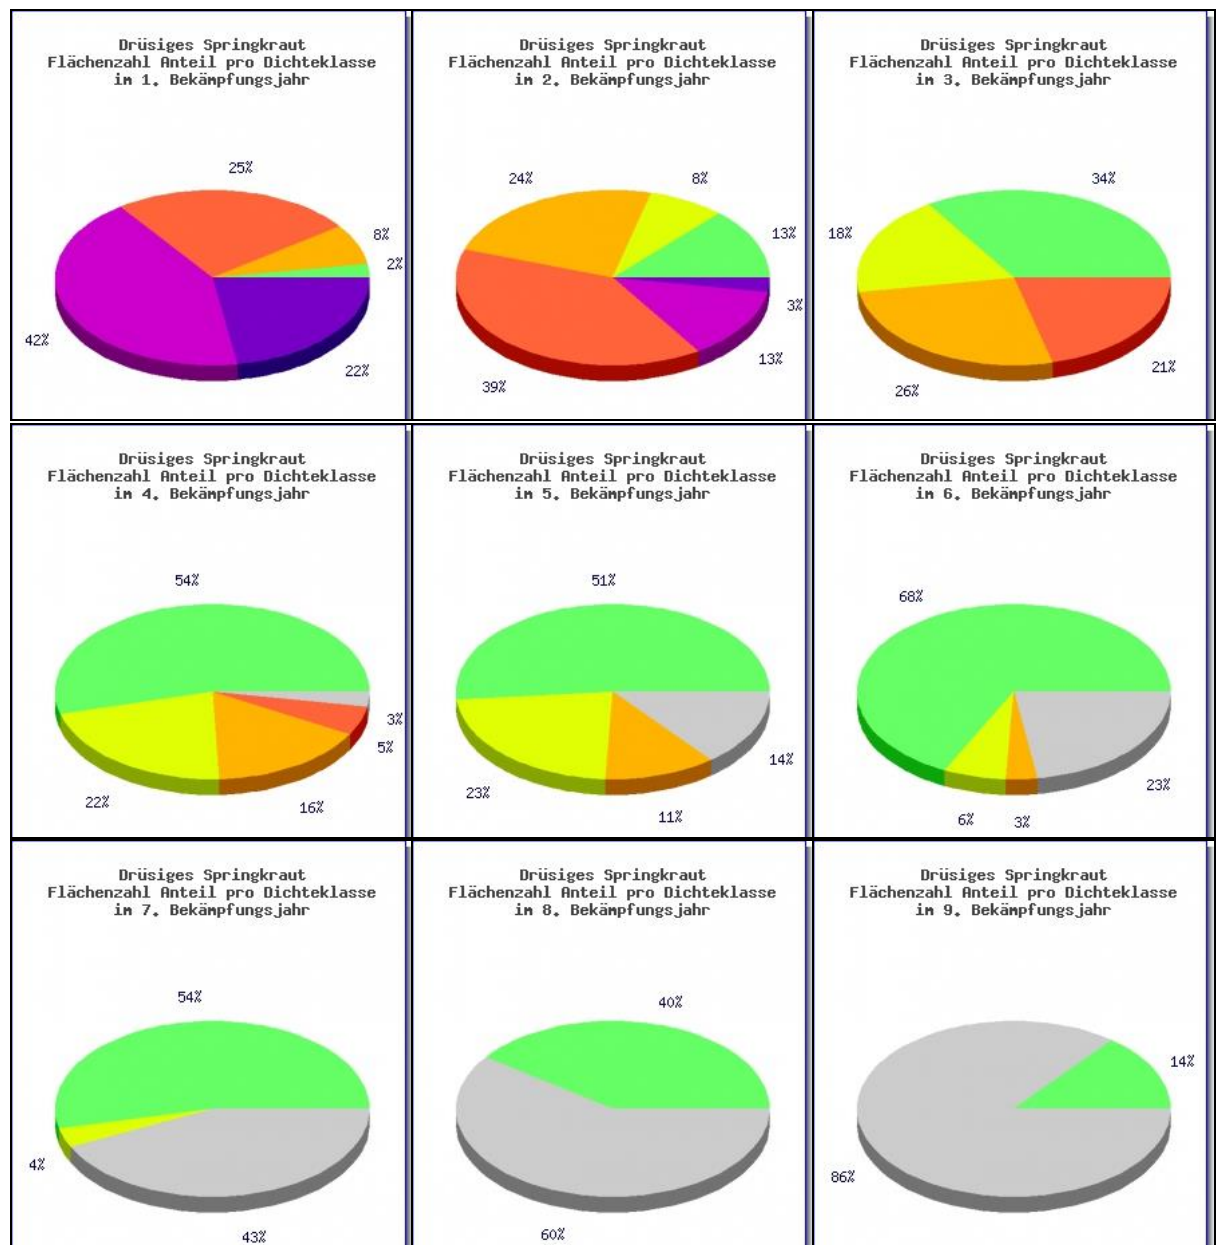 Drüsiges Springkraut
Flächenzahl Anteil pro Dichteklasse
im 1. Bekämpfungsjahr
25%
8%
2%
42%
22%
Drüsiges Springkraut
Flächenzahl Anteil pro Dichteklasse
im 2. Bekämpfungsjahr
24%
8%
13%
3%
13%
39%
Drüsiges Springkraut
Flächenzahl Anteil pro Dichteklasse
im 3. Bekämpfungsjahr
34%
18%
21%
26%
Drüsiges Springkraut
Flächenzahl Anteil pro Dichteklasse
im 4. Bekämpfungsjahr
54%
3%
5%
22%
16%
Drüsiges Springkraut
Flächenzahl Anteil pro Dichteklasse
im 5. Bekämpfungsjahr
51%
14%
23%
11%
Drüsiges Springkraut
Flächenzahl Anteil pro Dichteklasse
im 6. Bekämpfungsjahr
68%
23%
6%
3%
Drüsiges Springkraut
Flächenzahl Anteil pro Dichteklasse
im 7. Bekämpfungsjahr
54%
4%
43%
Drüsiges Springkraut
Flächenzahl Anteil pro Dichteklasse
im 8. Bekämpfungsjahr
40%
60%
Drüsiges Springkraut
Flächenzahl Anteil pro Dichteklasse
im 9. Bekämpfungsjahr
14%
86%